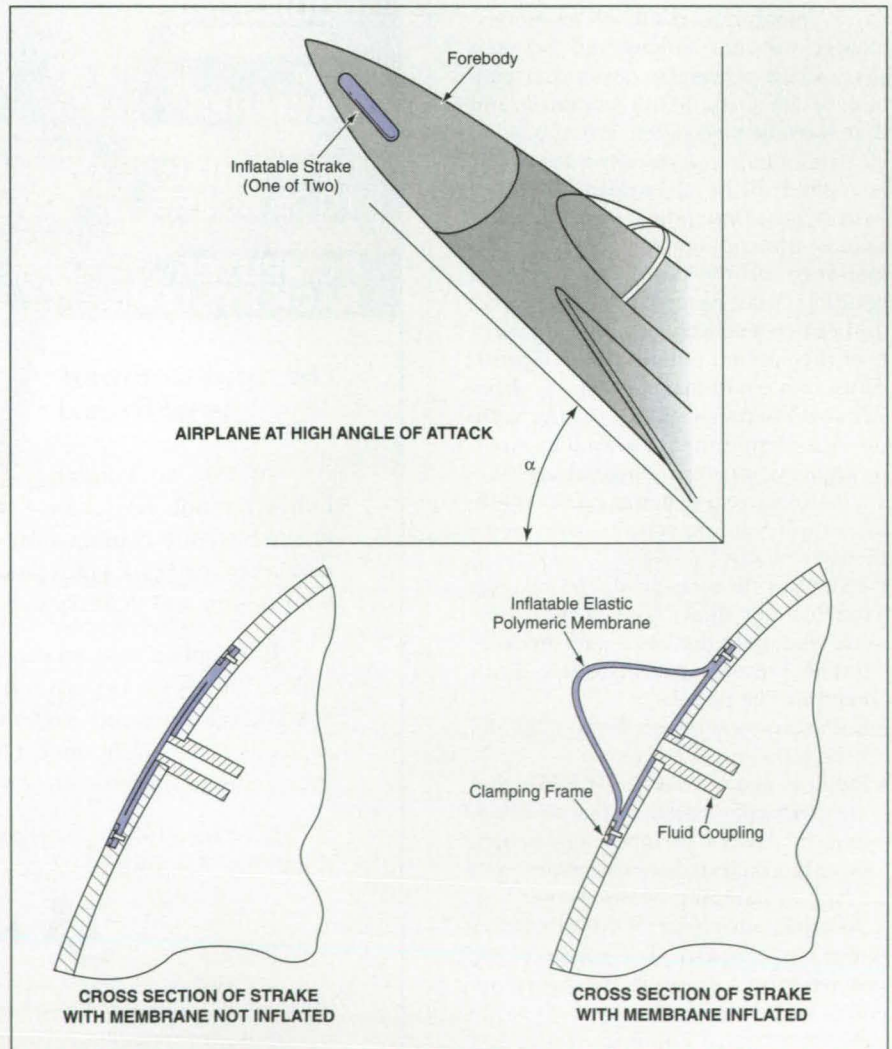 Forebody
Inflatable Strake
(One of Two)
AIRPLANE AT HIGH ANGLE OF ATTACK
α
Inflatable Elastic
Polymeric Membrane
Clamping Frame
Fluid Coupling
CROSS SECTION OF STRAKE
WITH MEMBRANE NOT INFLATED
CROSS SECTION OF STRAKE
WITH MEMBRANE INFLATED